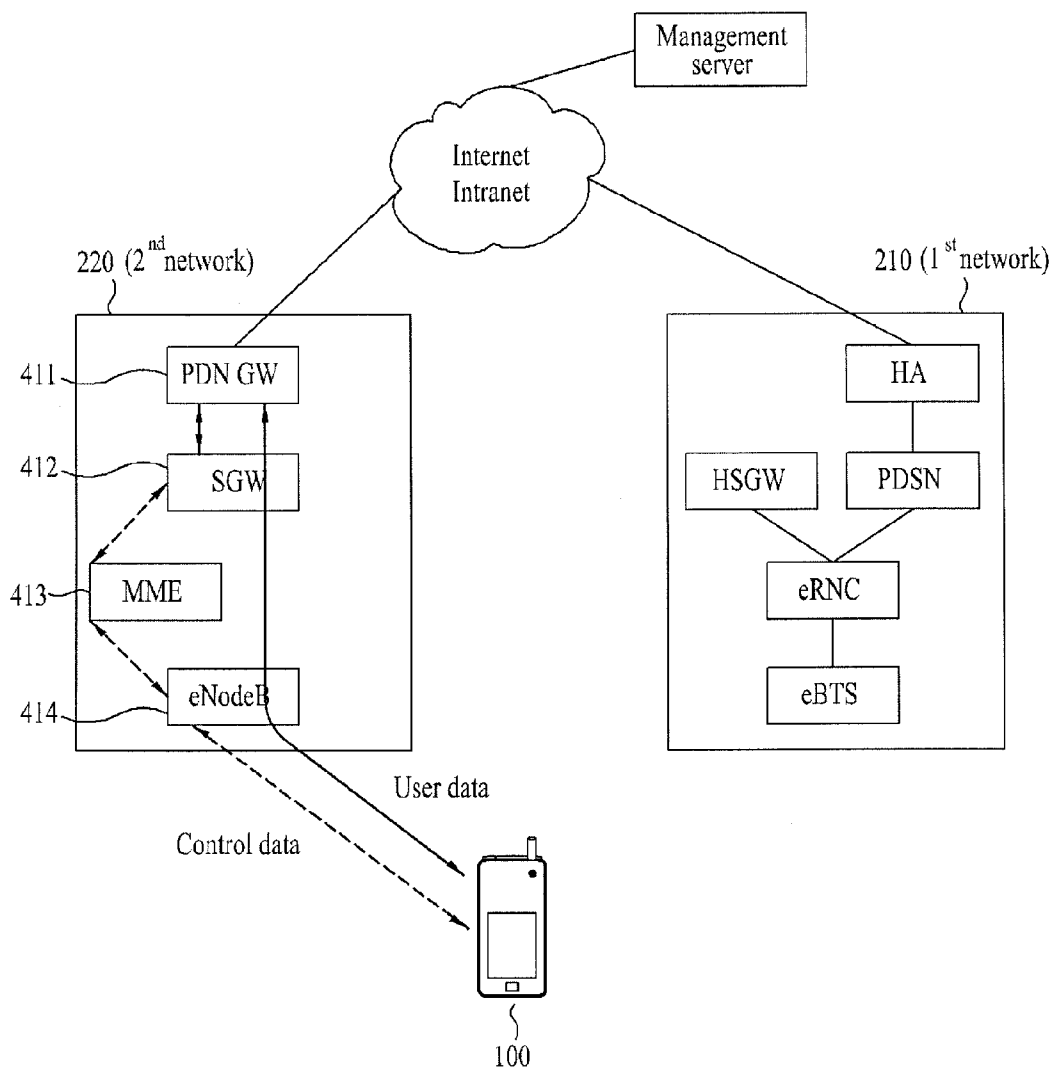 Management
server
Internet
Intranet
220 (2nd network)
210 (1st network)
411
PDN GW
HA
412
SGW
HSGW
PDSN
413
MME
eRNC
414
eNodeB
eBTS
User data
Control data
100